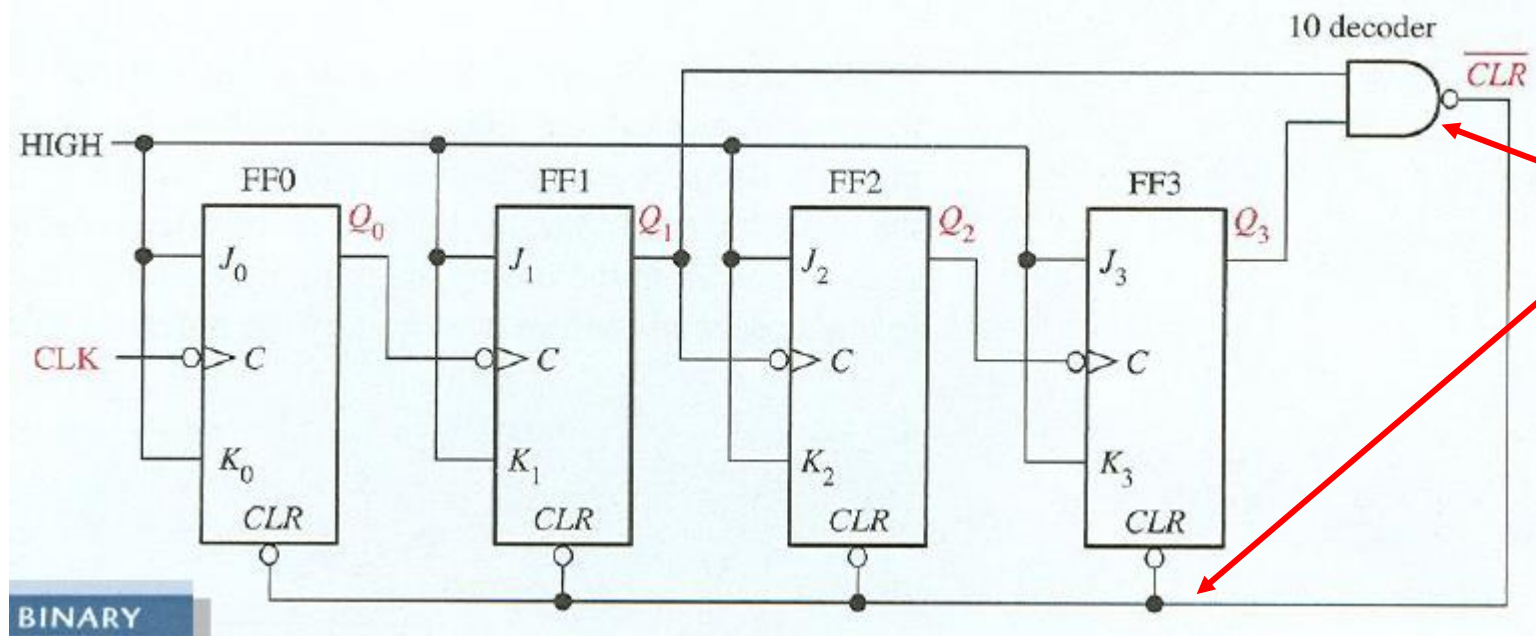 10 decoder
CLR
HIGH
FF0
FF1
FF2
FF3
Q0
Q1
Q2
Q3
J0
J1
J2
J3
CLK
C
C
C
C
K0
K1
K2
K3
CLR
CLR
CLR
CLR
BINARY